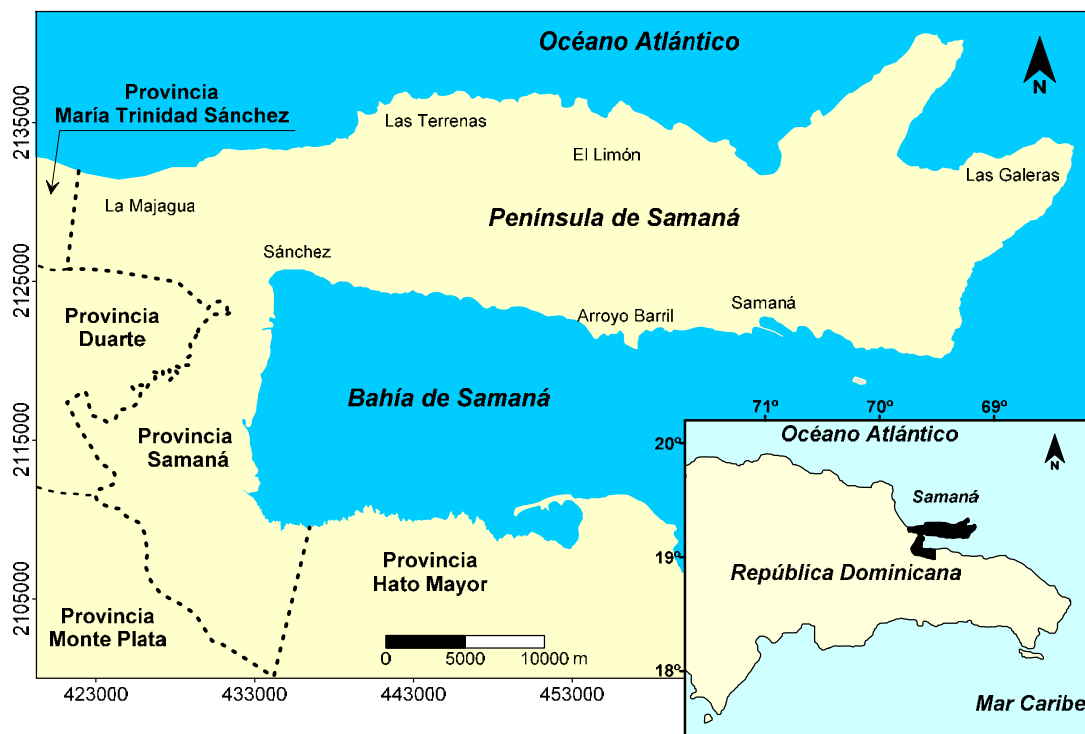 Océano Atlántico
N
Provincia
María Trinidad Sánchez
Las Terrenas
El Limón
Las Galeras
La Majagua
Península de Samaná
Sánchez
Provincia
Duarte
Arroyo Barril
Samaná
Bahía de Samaná
Provincia
Samaná
Provincia
Hato Mayor
Provincia
Monte Plata
0 5000 10000 m
2135000
2125000
2115000
2105000
423000 433000 443000 453000
71º 70º 69º
Océano Atlántico
20º
N
Samaná
19º
República Dominicana
18º
Mar Caribe